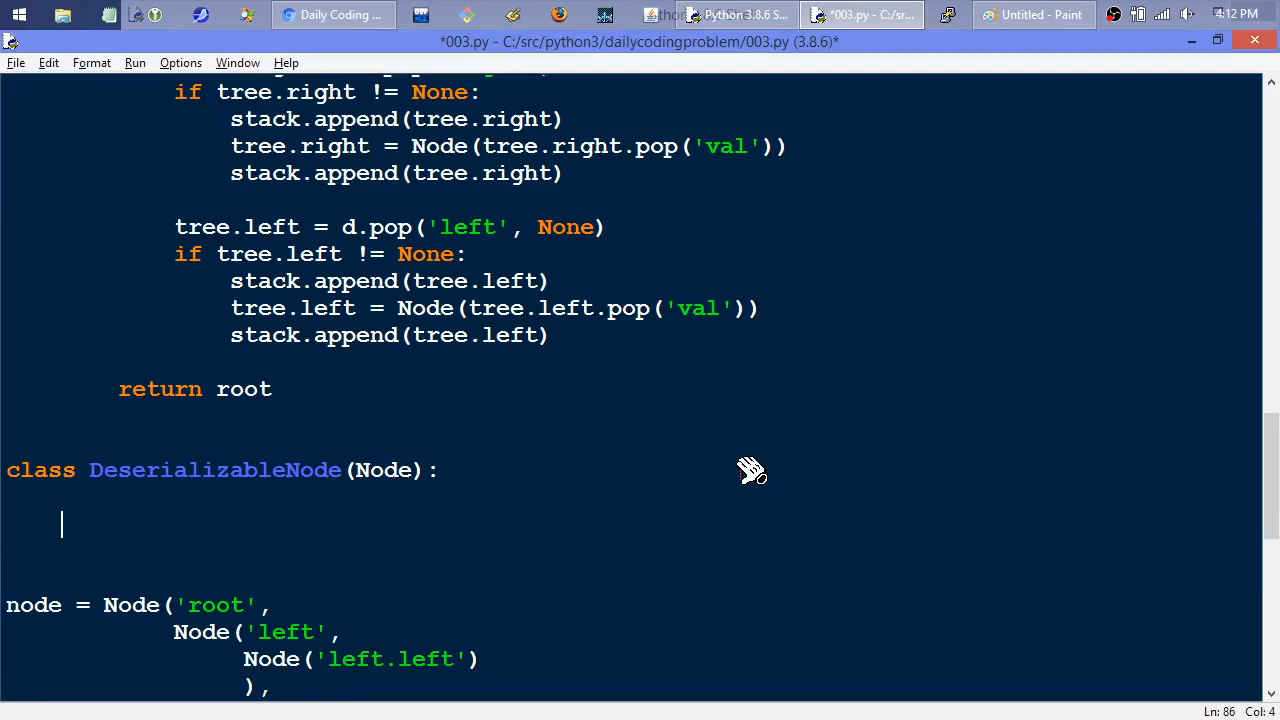 Daily Coding ...
Python 3.8.6 S...
*003.py - C:/sr...
Untitled - Paint
4:12 PM
*003.py - C:/src/python3/dailycodingproblem/003.py (3.8.6)*
File Edit Format Run Options Window Help
if tree.right != None:
stack.append(tree.right)
tree.right = Node(tree.right.pop('val'))
stack.append(tree.right)
tree.left = d.pop('left', None)
if tree.left != None:
stack.append(tree.left)
tree.left = Node(tree.left.pop('val'))
stack.append(tree.left)
return root
class DeserializableNode(Node):
node = Node('root',
Node('left',
Node('left.left')
),
Ln: 86 Col: 4